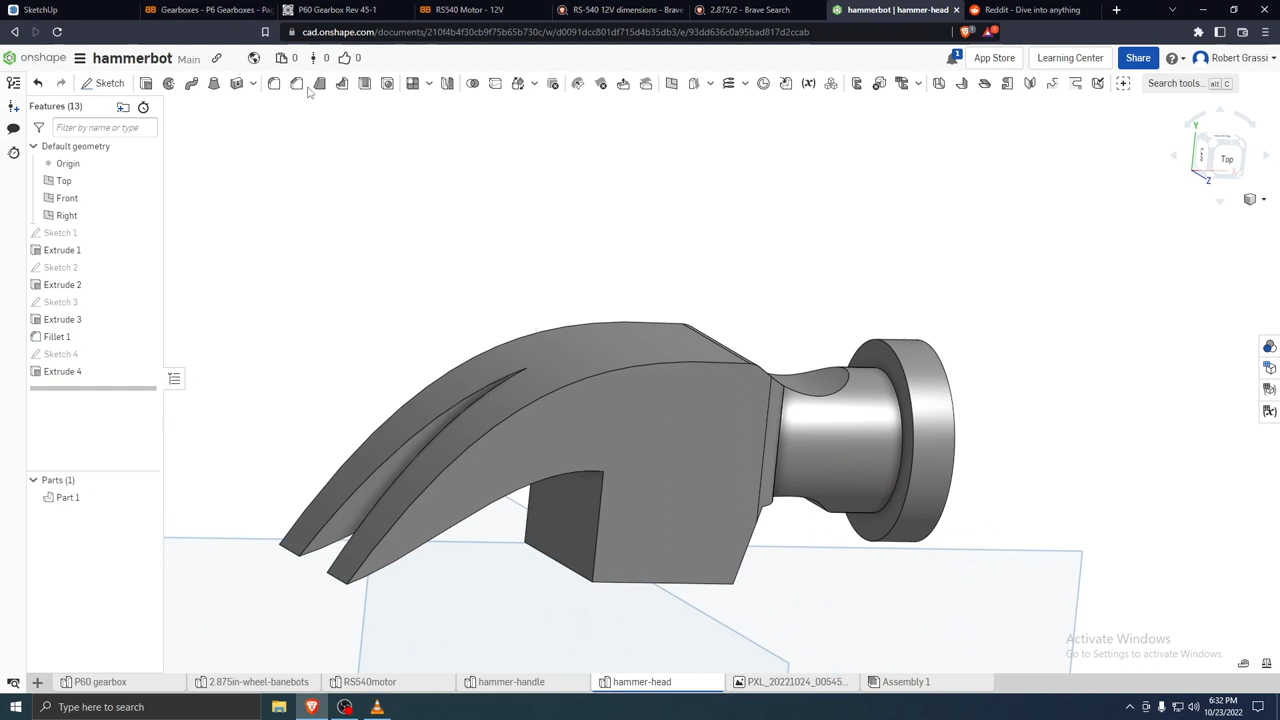 SketchUp
Gearboxes - P6 Gearboxes - Pa
P60 Gearbox Rev 45-1
RS540 Motor - 12V
RS-540 12V dimensions - Brave
2.875/2 - Brave Search
hammerbot | hammer-head
Reddit - Dive into anything
cad.onshape.com/documents/210f4b4f30cb9f75b65b730c/w/d0091dcc801df715d4b35db3/e/93dd636c0a95bad817d2ccab
onshape
hammerbot
Main
0
0
0
1
App Store
Learning Center
Share
Robert Grassi
Sketch
Search tools... alt C
Features (13)
Filter by name or type
Default geometry
Origin
Top
Front
Right
Sketch 1
Extrude 1
Sketch 2
Extrude 2
Sketch 3
Extrude 3
Fillet 1
Sketch 4
Extrude 4
Parts (1)
Part 1
Y
Top
X
Z
Activate Windows
Go to Settings to activate Windows.
P60 gearbox
2.875in-wheel-banebots
RS540motor
hammer-handle
hammer-head
PXL_20221024_00545...
Assembly 1
Type here to search
6:32 PM
10/23/2022